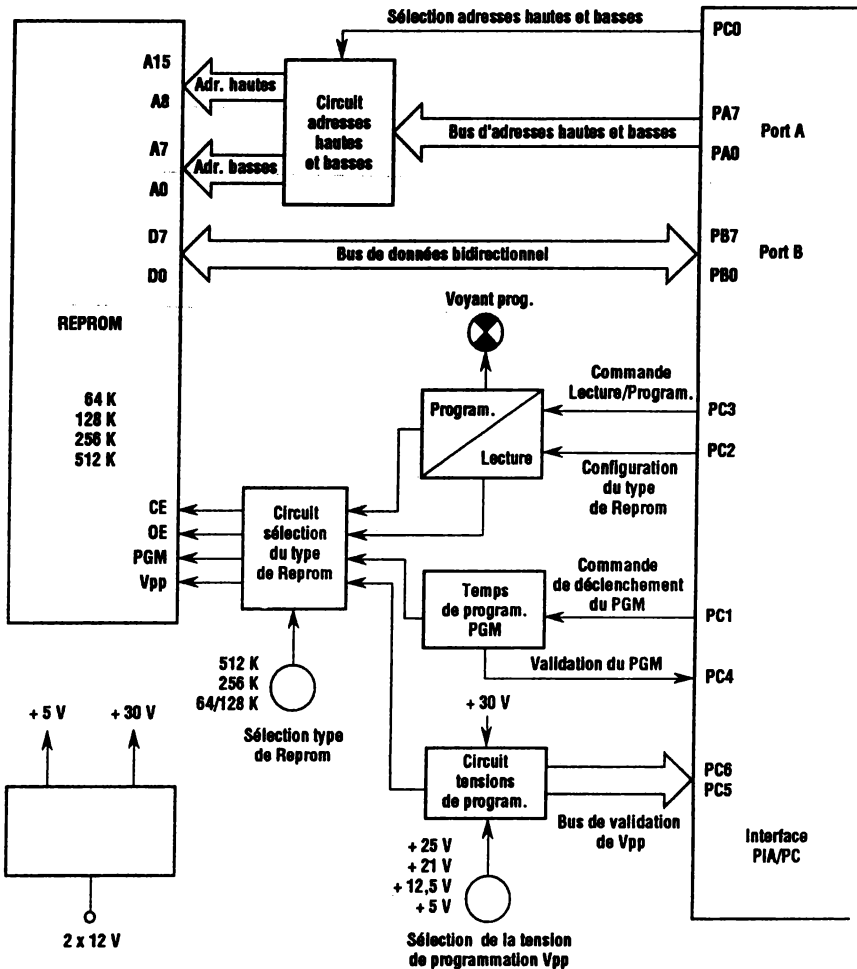 Sélection adresses hautes et basses
PC0
A15
Adr. hautes
A8
Circuit
adresses
hautes
et basses
PA7
Bus d'adresses hautes et basses
Port A
PA0
A7
Adr. basses
A0
D7
Bus de données bidirectionnel
PB7
Port B
D0
PB0
REPROM
64 K
128 K
256 K
512 K
Voyant prog.
Program.
Lecture
Commande
Lecture/Program.
PC3
PC2
Configuration
du type
de Reprom
CE
OE
PGM
Vpp
Circuit
sélection
du type
de Reprom
Temps
de program.
PGM
Commande
de déclenchement
du PGM
PC1
Validation du PGM
PC4
512 K
256 K
64/128 K
Sélection type
de Reprom
+ 30 V
Circuit
tensions
de program.
PC6
PC5
Bus de validation
de Vpp
+ 5 V
+ 30 V
2 x 12 V
+ 25 V
+ 21 V
+ 12,5 V
+ 5 V
Sélection de la tension
de programmation Vpp
Interface
PIA/PC